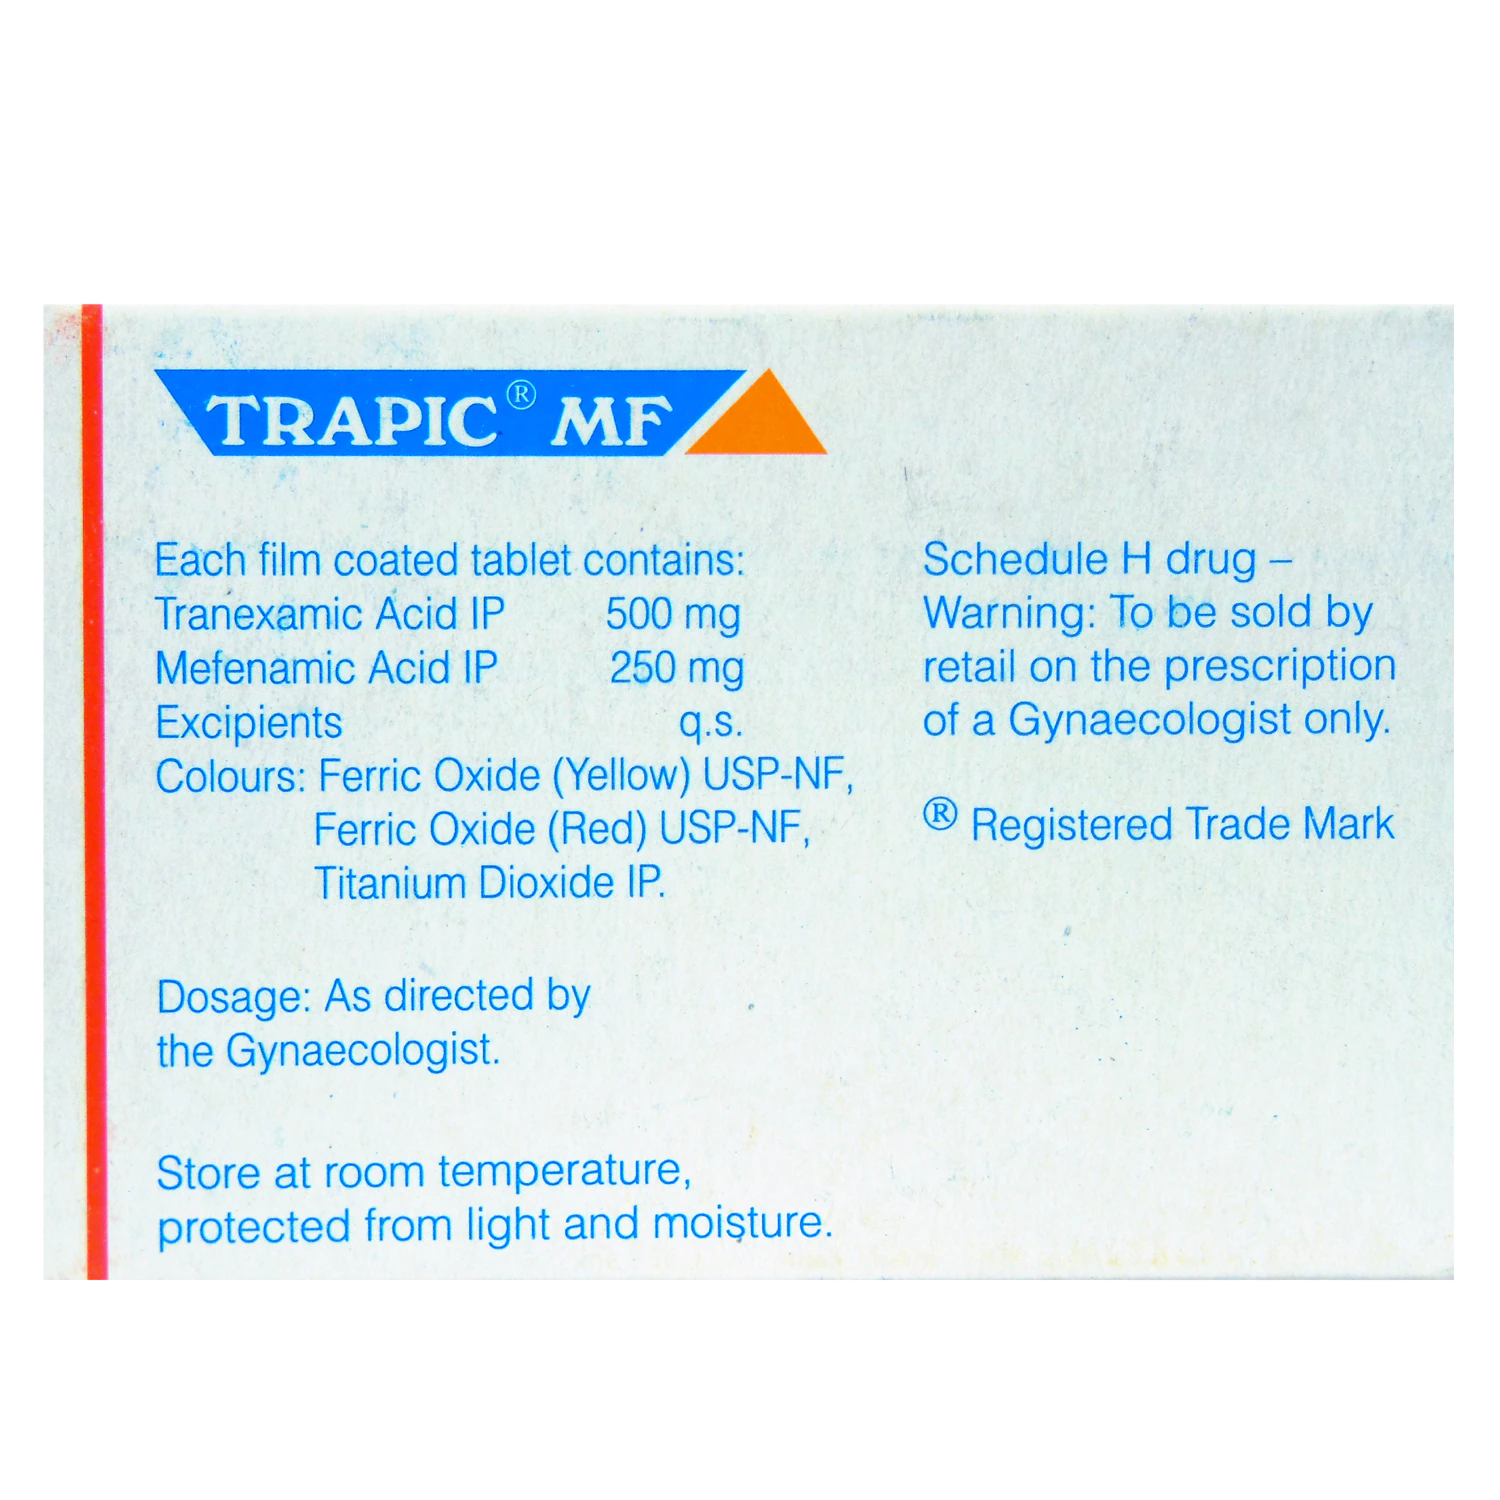 TRAPIC® MF
Each film coated tablet contains:
Tranexamic Acid IP 500 mg
Mefenamic Acid IP 250 mg
Excipients q.s.
Colours: Ferric Oxide (Yellow) USP-NF,
Ferric Oxide (Red) USP-NF,
Titanium Dioxide IP.
Dosage: As directed by
the Gynaecologist.
Store at room temperature,
protected from light and moisture.
Schedule H drug –
Warning: To be sold by
retail on the prescription
of a Gynaecologist only.
® Registered Trade Mark